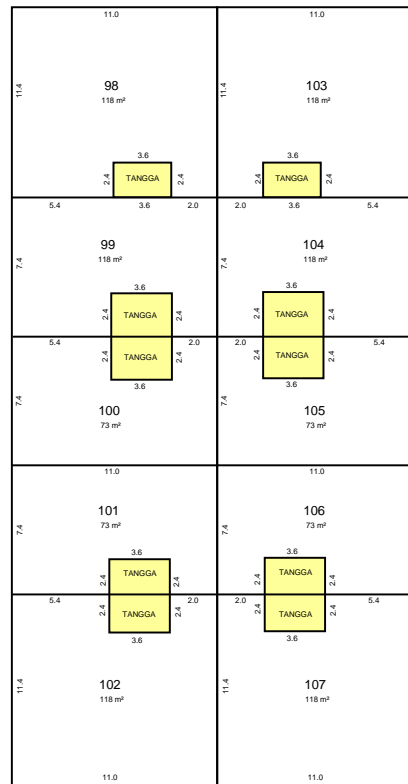 11.0 11.0
11.4 98 11.4 103
118 m² 118 m²
3.6 3.6
2.4 TANGGA 2.4 2.4 TANGGA 2.4
5.4 3.6 2.0 2.0 3.6 5.4
7.4 99 7.4 104
118 m² 118 m²
3.6 3.6
2.4 TANGGA 2.4 2.4 TANGGA 2.4
5.4 2.0 2.0 5.4
2.4 TANGGA 2.4 2.4 TANGGA 2.4
3.6 3.6
7.4 100 7.4 105
73 m² 73 m²
11.0 11.0
7.4 101 7.4 106
73 m² 73 m²
3.6 3.6
2.4 TANGGA 2.4 2.4 TANGGA 2.4
5.4 2.0 2.0 5.4
2.4 TANGGA 2.4 2.4 TANGGA 2.4
3.6 3.6
11.4 102 11.4 107
118 m² 118 m²
11.0 11.0